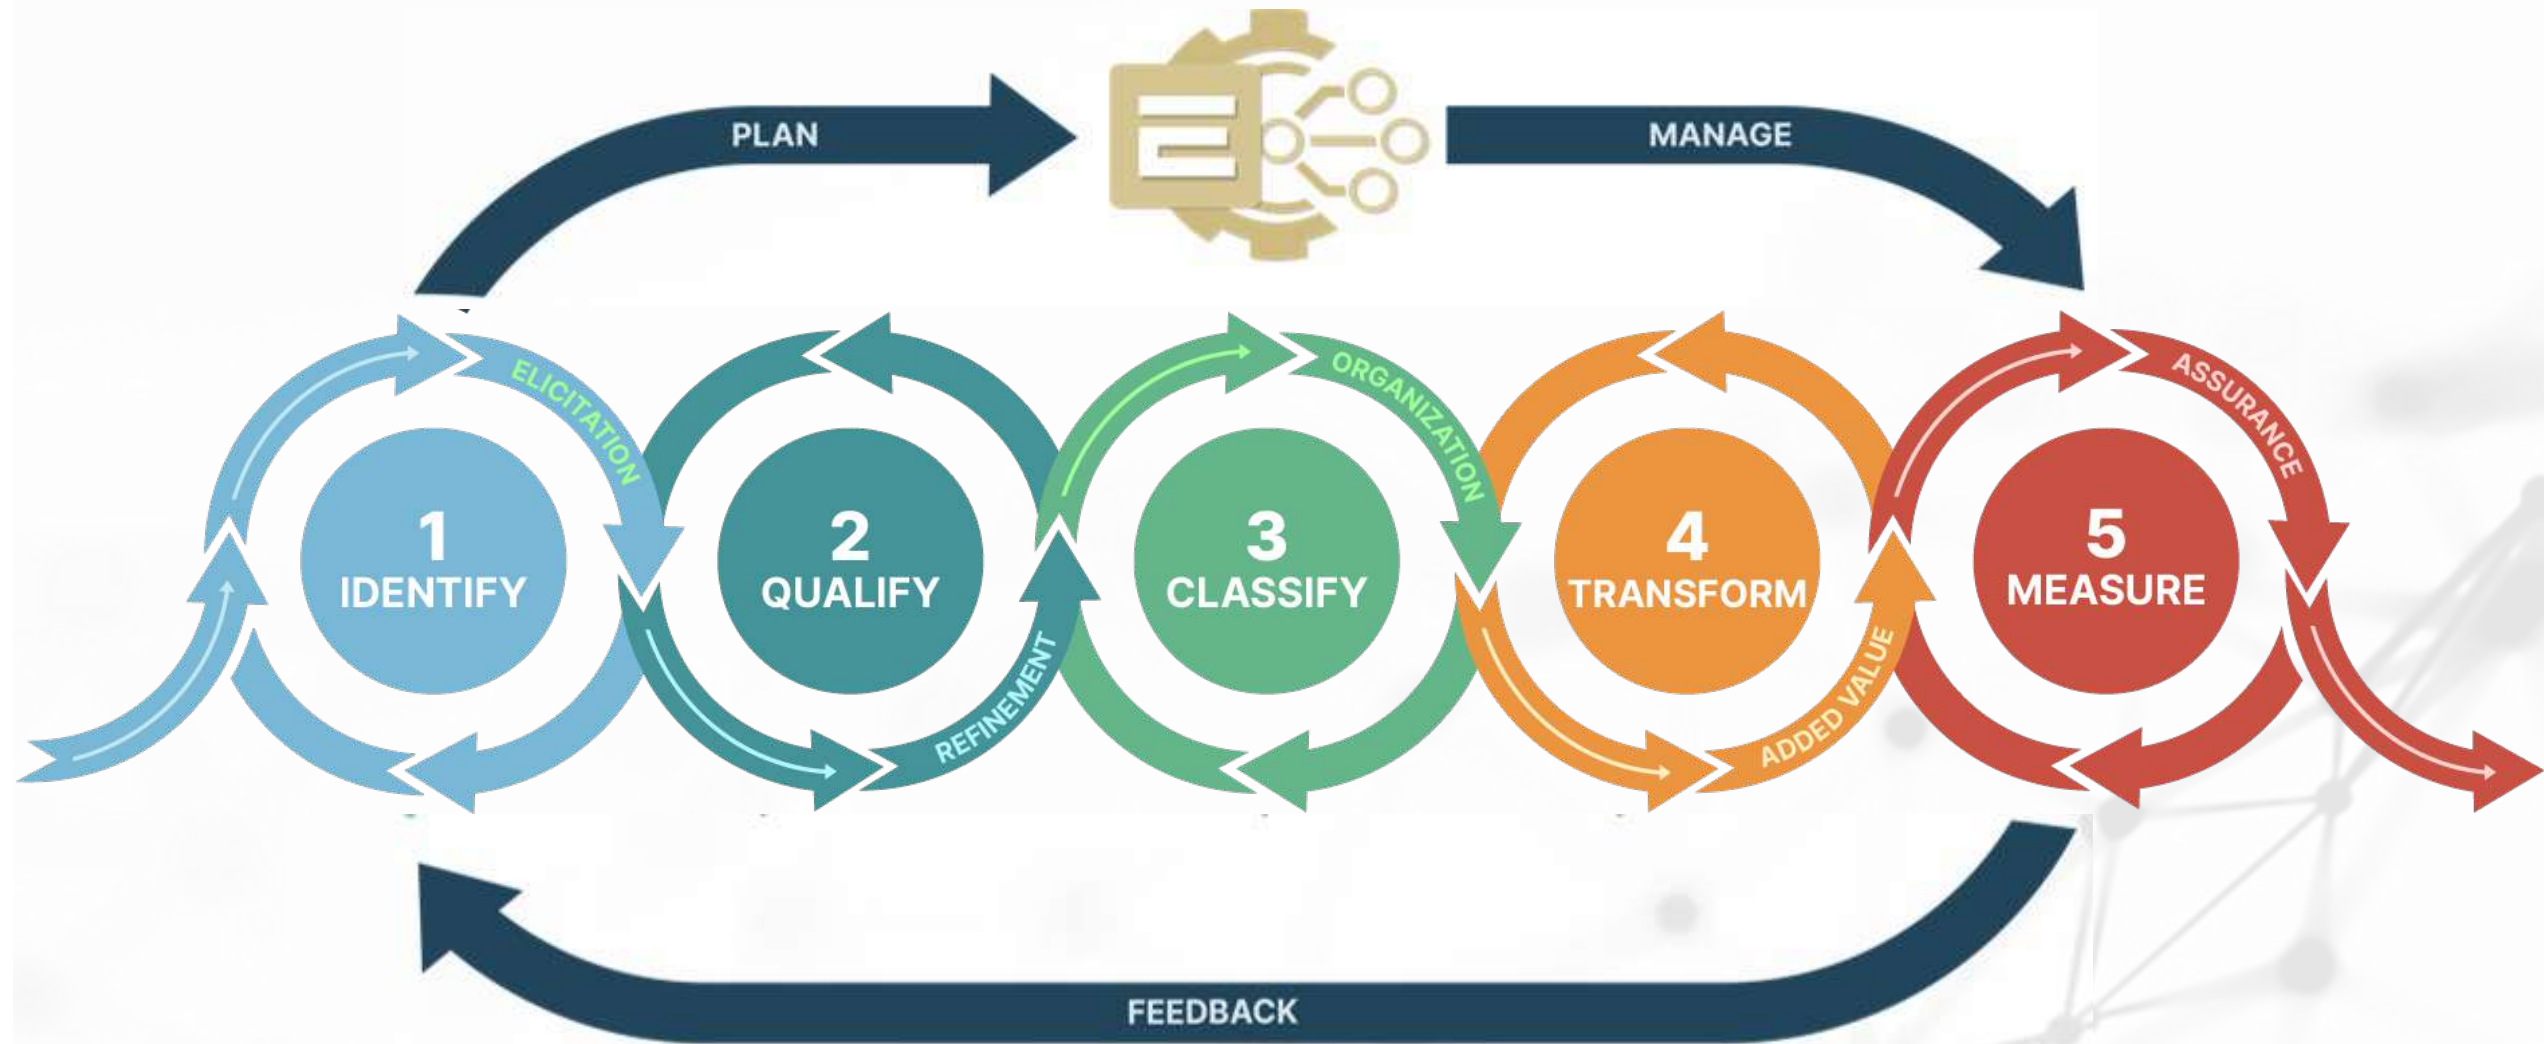 PLAN
MANAGE
ELICITATION
ORGANIZATION
ASSURANCE
1
IDENTIFY
2
QUALIFY
3
CLASSIFY
4
TRANSFORM
5
MEASURE
REFINEMENT
ADDED VALUE
FEEDBACK